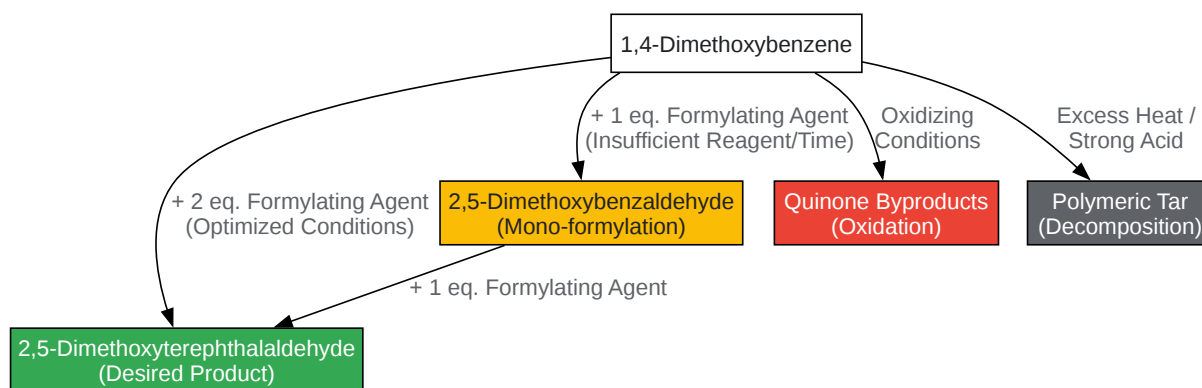 1,4-Dimethoxybenzene
+ 1 eq. Formylating Agent
(Insufficient Reagent/Time)
Oxidizing
Conditions
Excess Heat /
Strong Acid
+ 2 eq. Formylating Agent
(Optimized Conditions)
2,5-Dimethoxybenzaldehyde
(Mono-formylation)
Quinone Byproducts
(Oxidation)
Polymeric Tar
(Decomposition)
+ 1 eq. Formylating Agent
2,5-Dimethoxyterephthalaldehyde
(Desired Product)